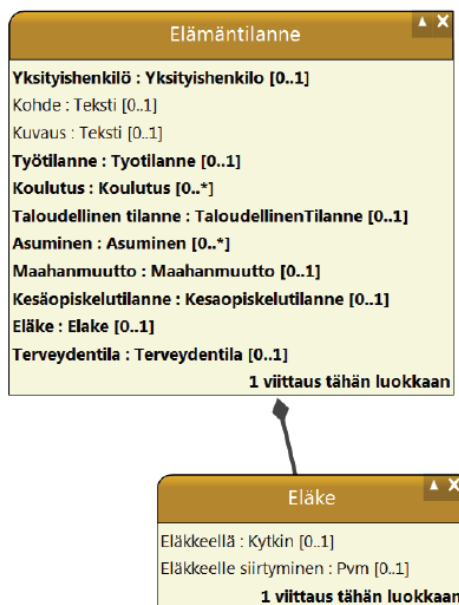 Elämäntilanne
Yksityishenkilö : Yksityishenkilo [0..1]
Kohde : Teksti [0..1]
Kuvaus : Teksti [0..1]
Työtilanne : Tyotilanne [0..1]
Koulutus : Koulutus [0..*]
Taloudellinen tilanne : TaloudellinenTilanne [0..1]
Asuminen : Asuminen [0..*]
Maahanmuutto : Maahanmuutto [0..1]
Kesäopiskelutilanne : Kesaopiskelutilanne [0..1]
Eläke : Elake [0..1]
Terveydentila : Terveydentila [0..1]
1 viittaus tähän luokkaan
Eläke
Eläkkeellä : Kytkin [0..1]
Eläkkeelle siirtyminen : Pvm [0..1]
1 viittaus tähän luokkaan